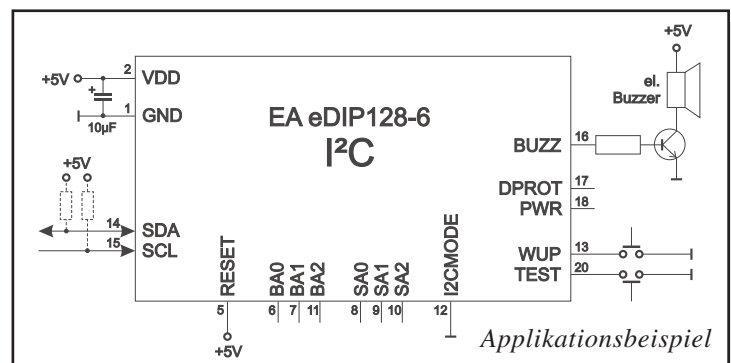 +5V
+5V
2
VDD
el.
Buzzer
1
GND
10µF
EA eDIP128-6
I²C
BUZZ
16
+5V
DPROT
17
PWR
18
14
SDA
15
SCL
WUP
13
TEST
20
RESET
BA0
BA1
BA2
SA0
SA1
SA2
I2CMODE
5
6
7
11
8
9
10
12
+5V
Applikationsbeispiel